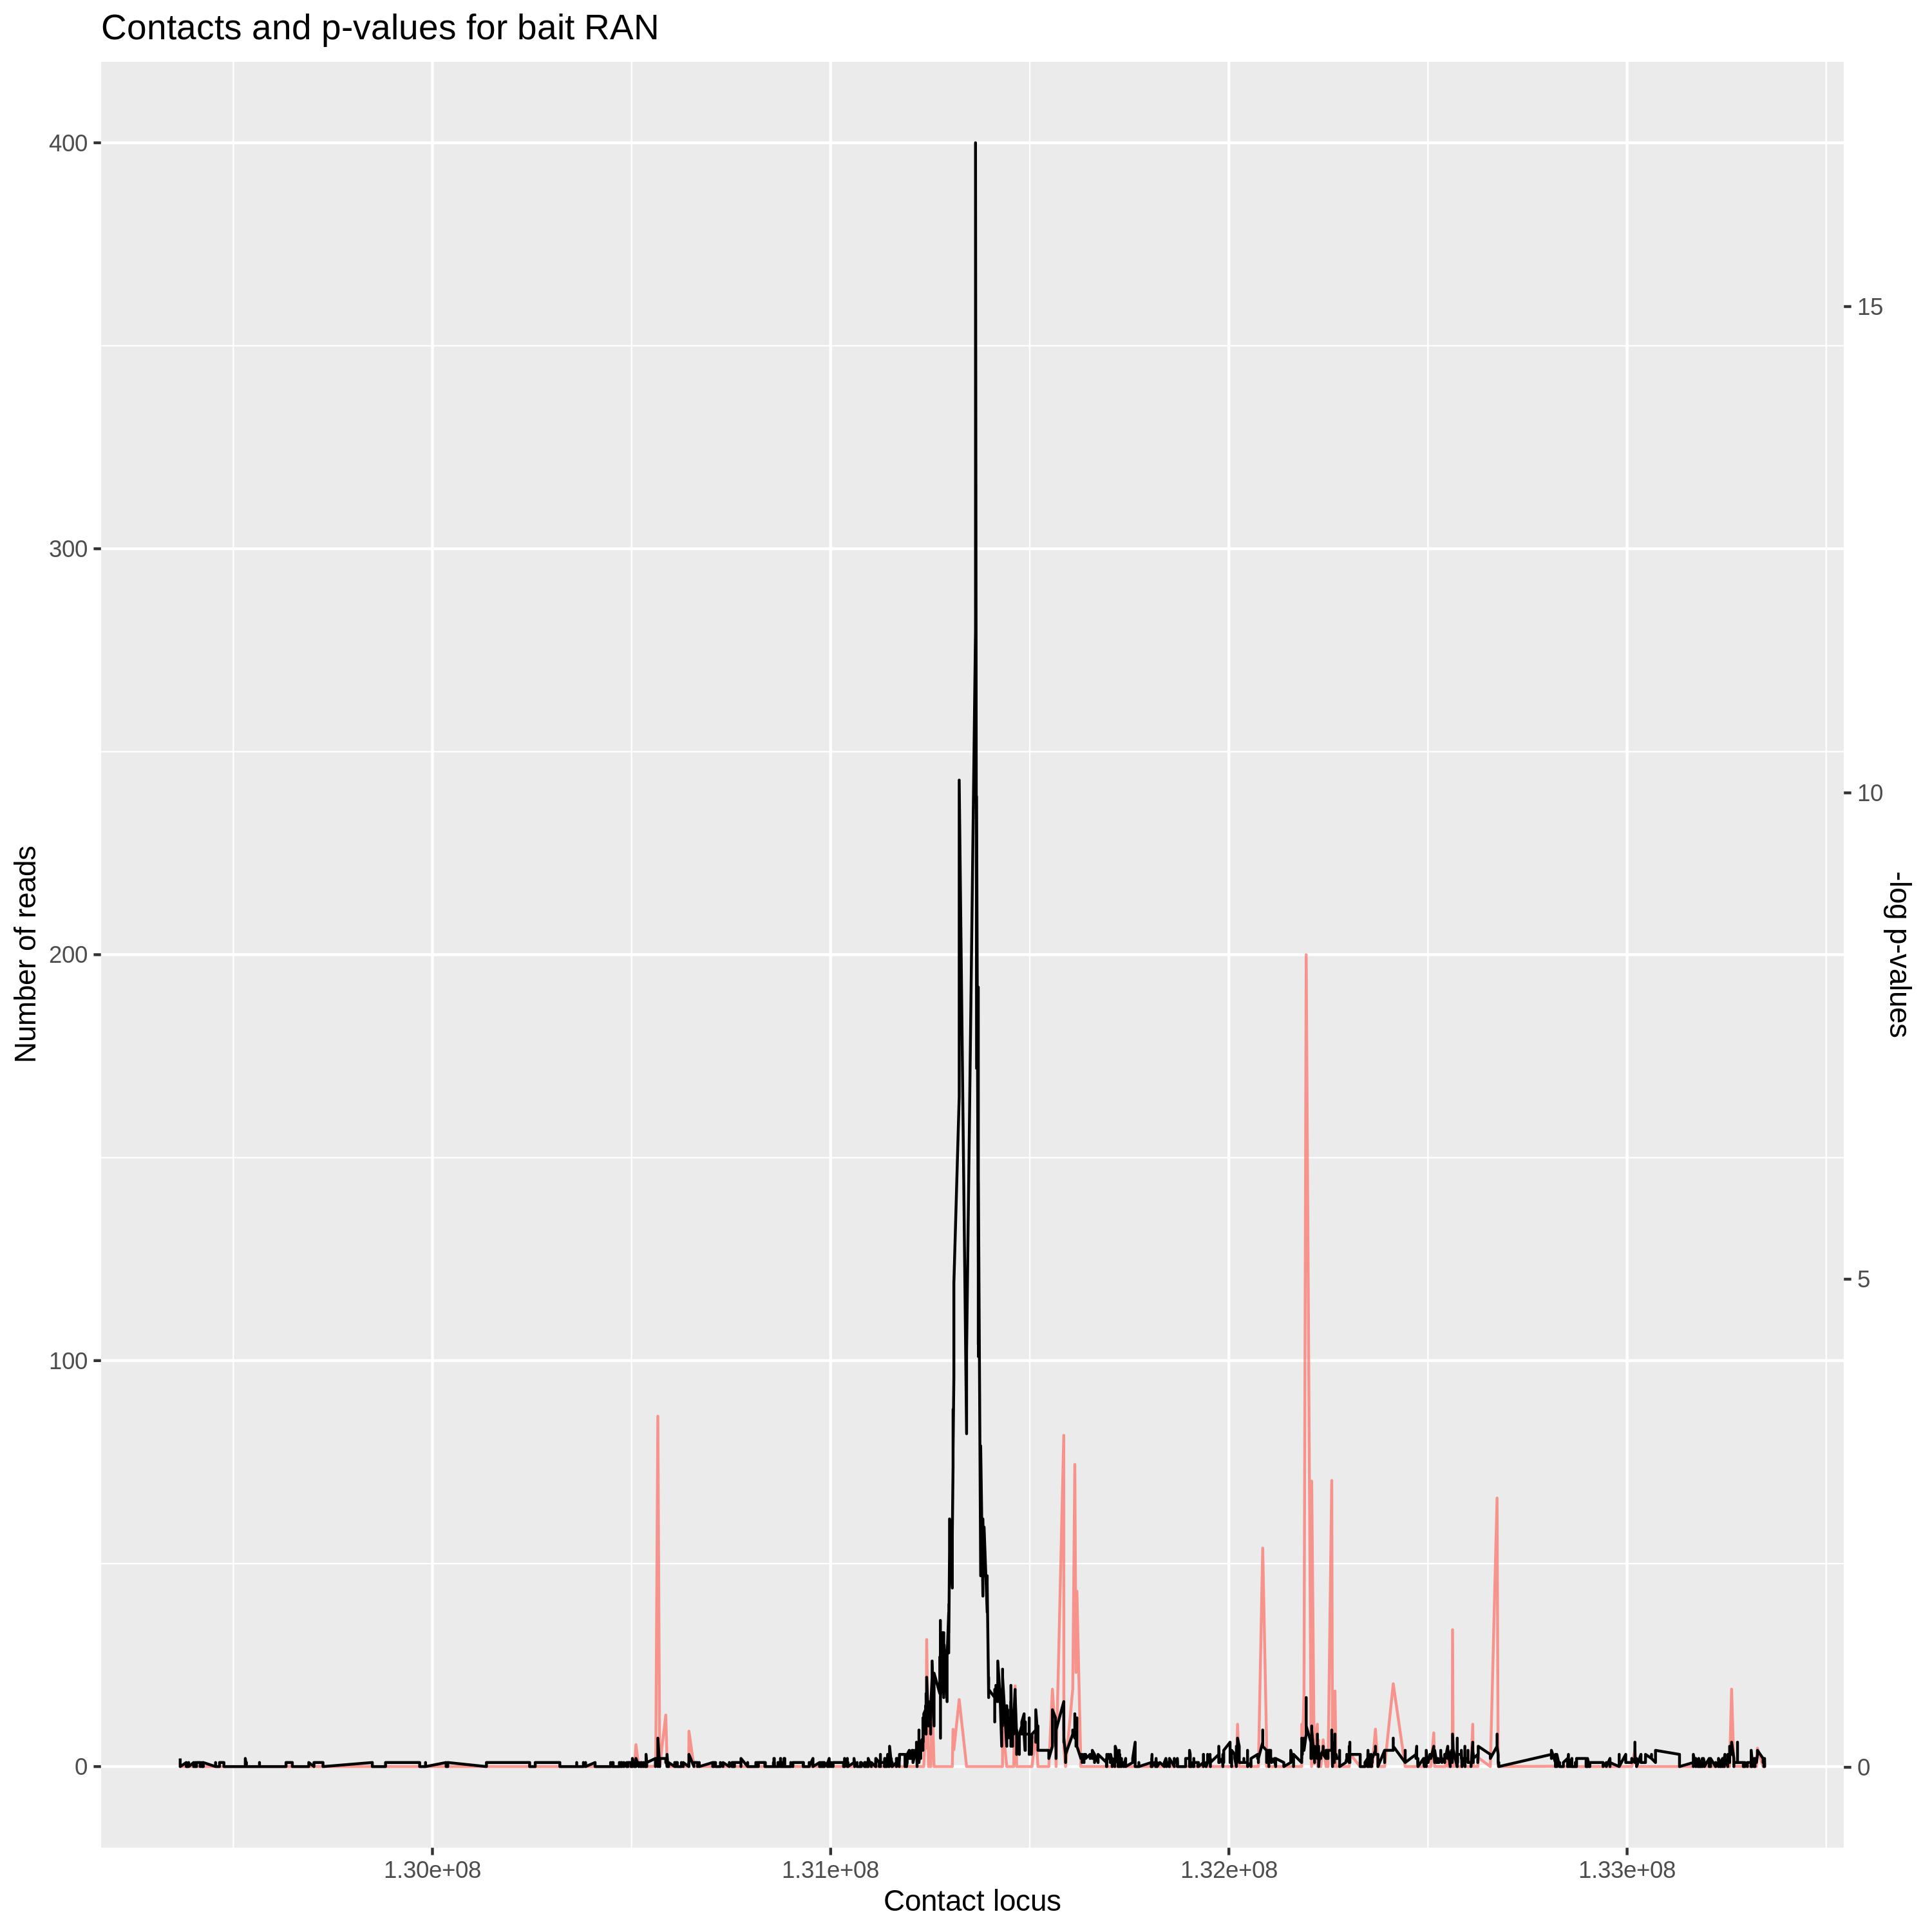 Contacts and p-values for bait RAN
400
300
200
100
0
Number of reads
15
10
5
0
-log p-values
1.30e+08
1.31e+08
1.32e+08
1.33e+08
Contact locus